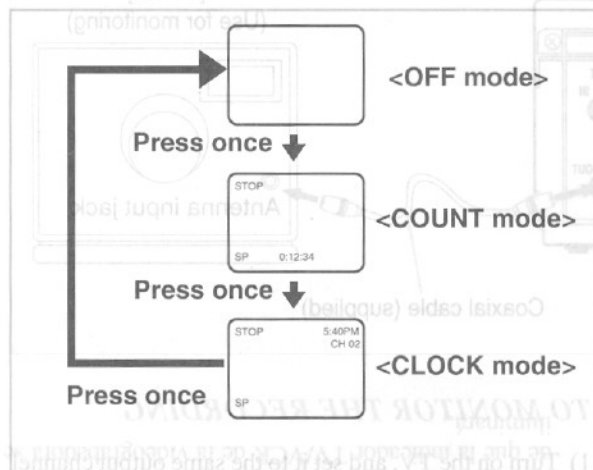 (Use for monitoring)
<OFF mode>
Press once
STOP
Antenna input jack
<COUNT mode>
SP 0:12:34
Press once
Coaxial cable (supplied)
STOP 5:40PM
CH 02
<CLOCK mode>
Press once
SP
TO MONITOR THE RECORDING
1) Turn on the TV, and set it to the same output channel